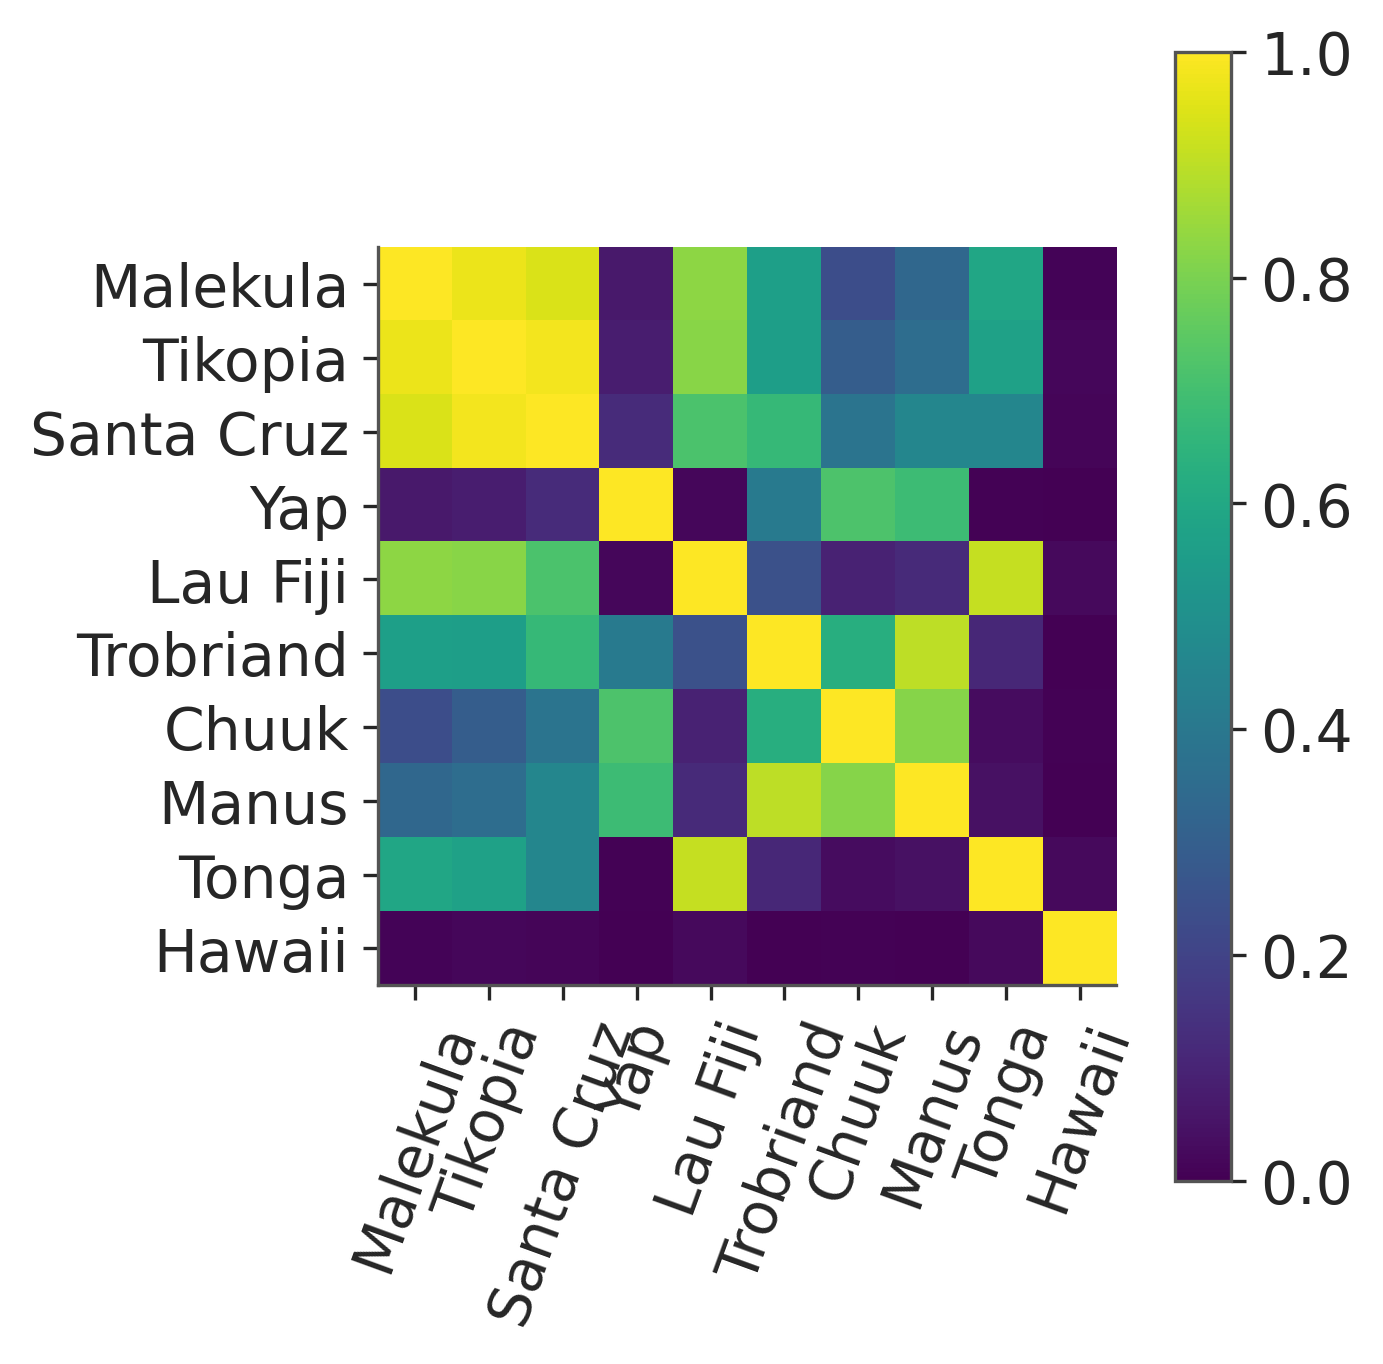 1.0
0.8
0.6
0.4
0.2
0.0
Malekula
Tikopia
Santa Cruz
Yap
Lau Fiji
Trobriand
Chuuk
Manus
Tonga
Hawaii
Malekula
Tikopia
Santa Cruz
Yap
Lau Fiji
Trobriand
Chuuk
Manus
Tonga
Hawaii